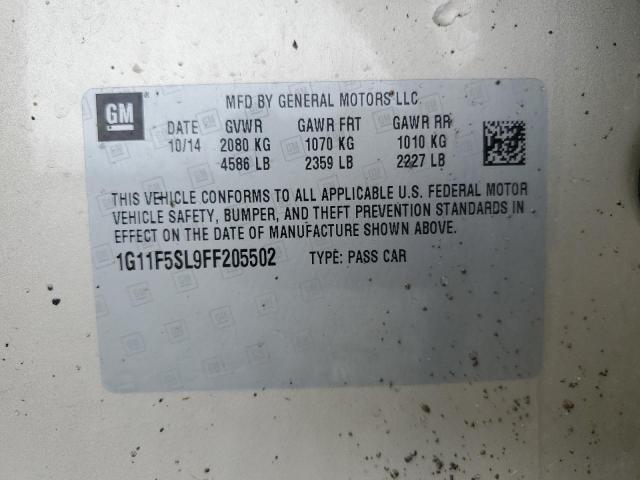 GM
MFD BY GENERAL MOTORS LLC
DATE GVWR GAWR FRT GAWR RR
10/14 2080 KG 1070 KG 1010 KG
4586 LB 2359 LB 2227 LB
THIS VEHICLE CONFORMS TO ALL APPLICABLE U.S. FEDERAL MOTOR
VEHICLE SAFETY, BUMPER, AND THEFT PREVENTION STANDARDS IN
EFFECT ON THE DATE OF MANUFACTURE SHOWN ABOVE.
1G11F5SL9FF205502 TYPE: PASS CAR